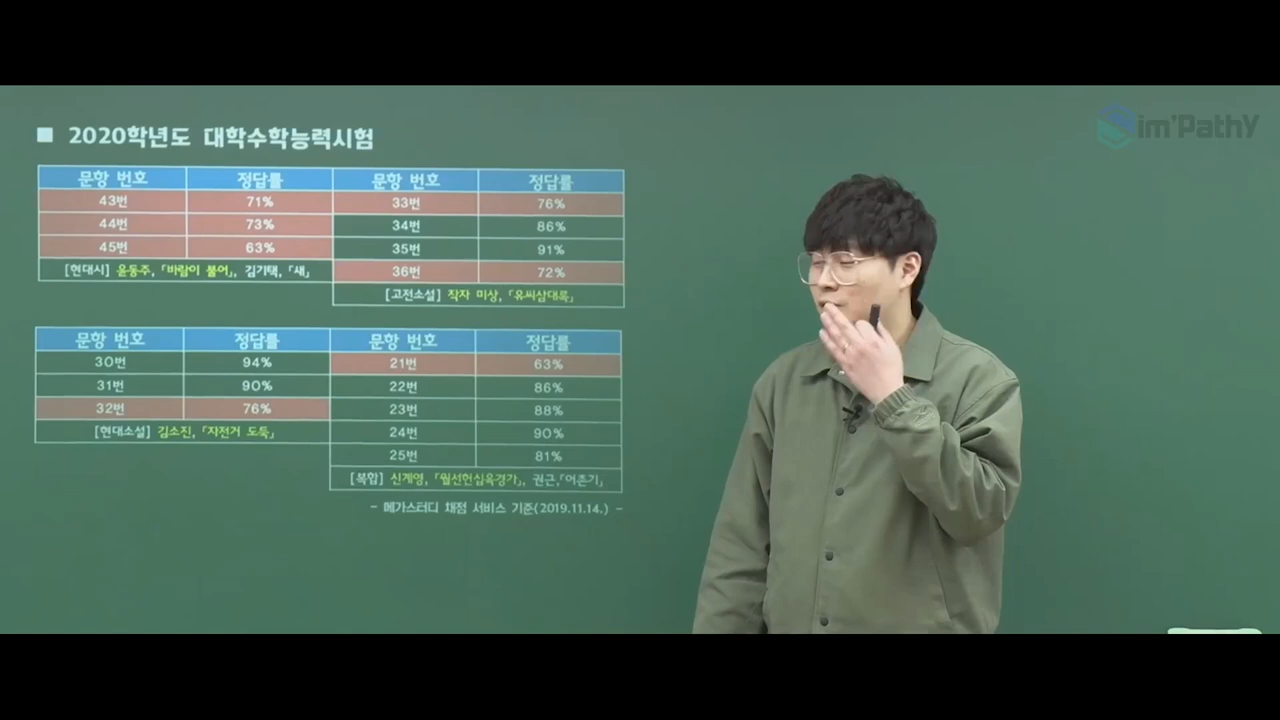 ■ 2020학년도 대학수학능력시험
im'PathY
문항 번호 정답률 문항 번호 정답률
43번 71% 33번 76%
44번 73% 34번 86%
45번 63% 35번 91%
[현대시] 윤동주, 「바람이 불어」, 김기택, 「새」 36번 72%
[고전소설] 작자 미상, 「유씨삼대록」
문항 번호 정답률 문항 번호 정답률
30번 94% 21번 63%
31번 90% 22번 86%
32번 76% 23번 88%
[현대소설] 김소진, 「자전거 도둑」 24번 90%
25번 81%
[복합] 신계영, 「월선헌십육경가」, 권근,「어촌기」
- 메가스터디 채점 서비스 기준(2019.11.14.) -